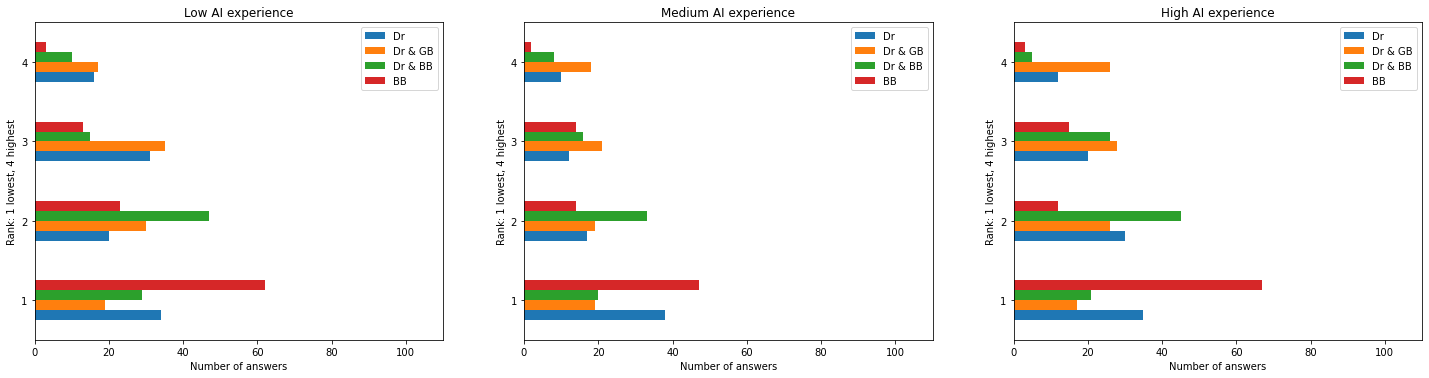 Low AI experience
Dr
Dr & GB
Dr & BB
BB
Rank: 1 lowest, 4 highest
4
3
2
1
0 20 40 60 80 100
Number of answers
Medium AI experience
Dr
Dr & GB
Dr & BB
BB
Rank: 1 lowest, 4 highest
4
3
2
1
0 20 40 60 80 100
Number of answers
High AI experience
Dr
Dr & GB
Dr & BB
BB
Rank: 1 lowest, 4 highest
4
3
2
1
0 20 40 60 80 100
Number of answers